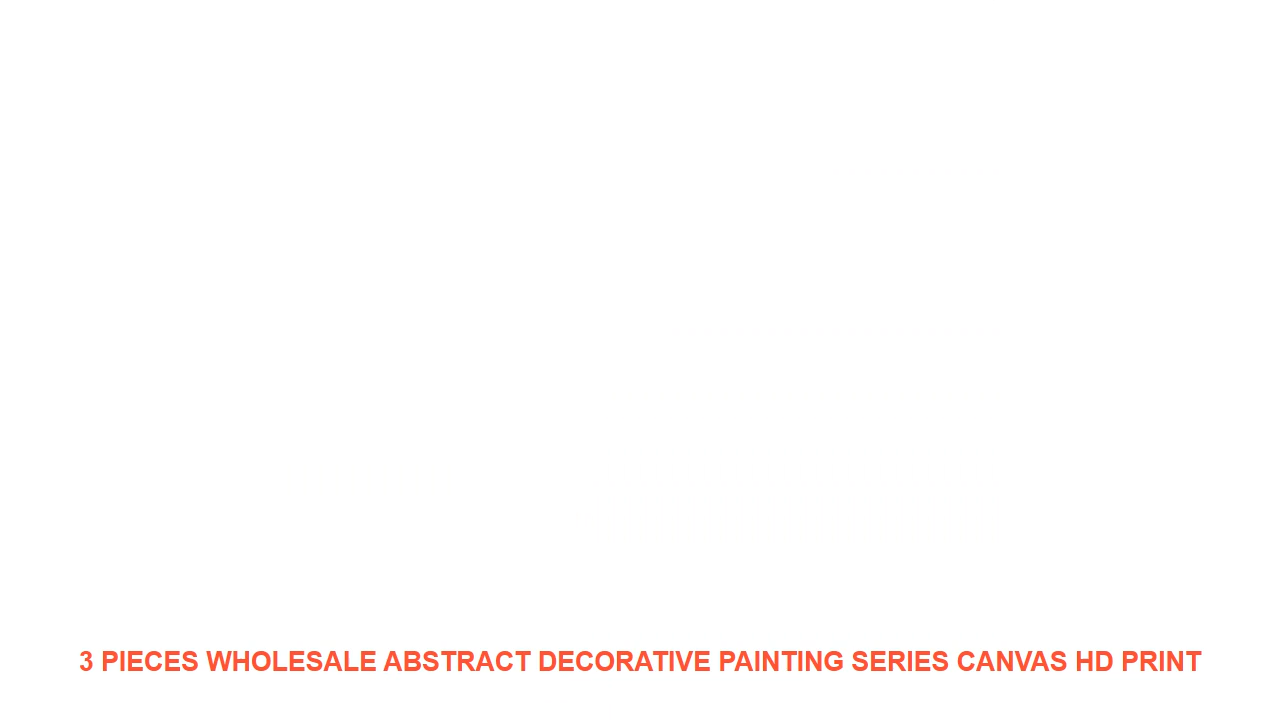 3 PIECES WHOLESALE ABSTRACT DECORATIVE PAINTING SERIES CANVAS HD PRINT